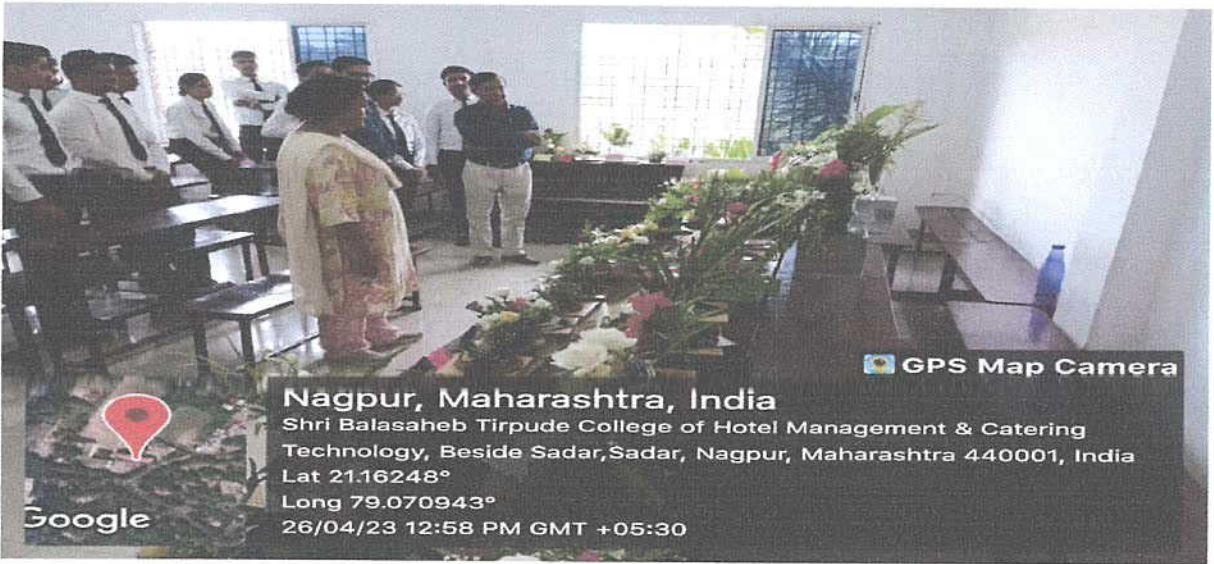 GPS Map Camera
Nagpur, Maharashtra, India
Shri Balasaheb Tirpude College of Hotel Management & Catering
Technology, Beside Sadar,Sadar, Nagpur, Maharashtra 440001, India
Lat 21.16248°
Long 79.070943°
26/04/23 12:58 PM GMT +05:30
Google